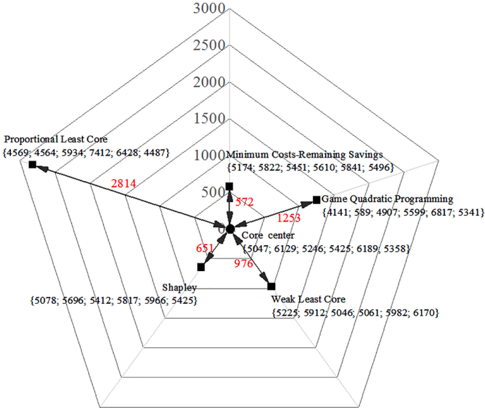 3000
2500
2000
1500
1000
500
0
Proportional Least Core
{4569; 4564; 5934; 7412; 6428; 4487}
2814
Minimum Costs-Remaining Savings
{5174; 5822; 5451; 5610; 5841; 5496}
572
Game Quadratic Programming
{4141; 589; 4907; 5599; 6817; 5341}
1253
Core center
{5047; 6129; 5246; 5425; 6189; 5358}
651
976
Shapley
{5078; 5696; 5412; 5817; 5966; 5425}
Weak Least Core
{5225; 5912; 5046; 5061; 5982; 6170}